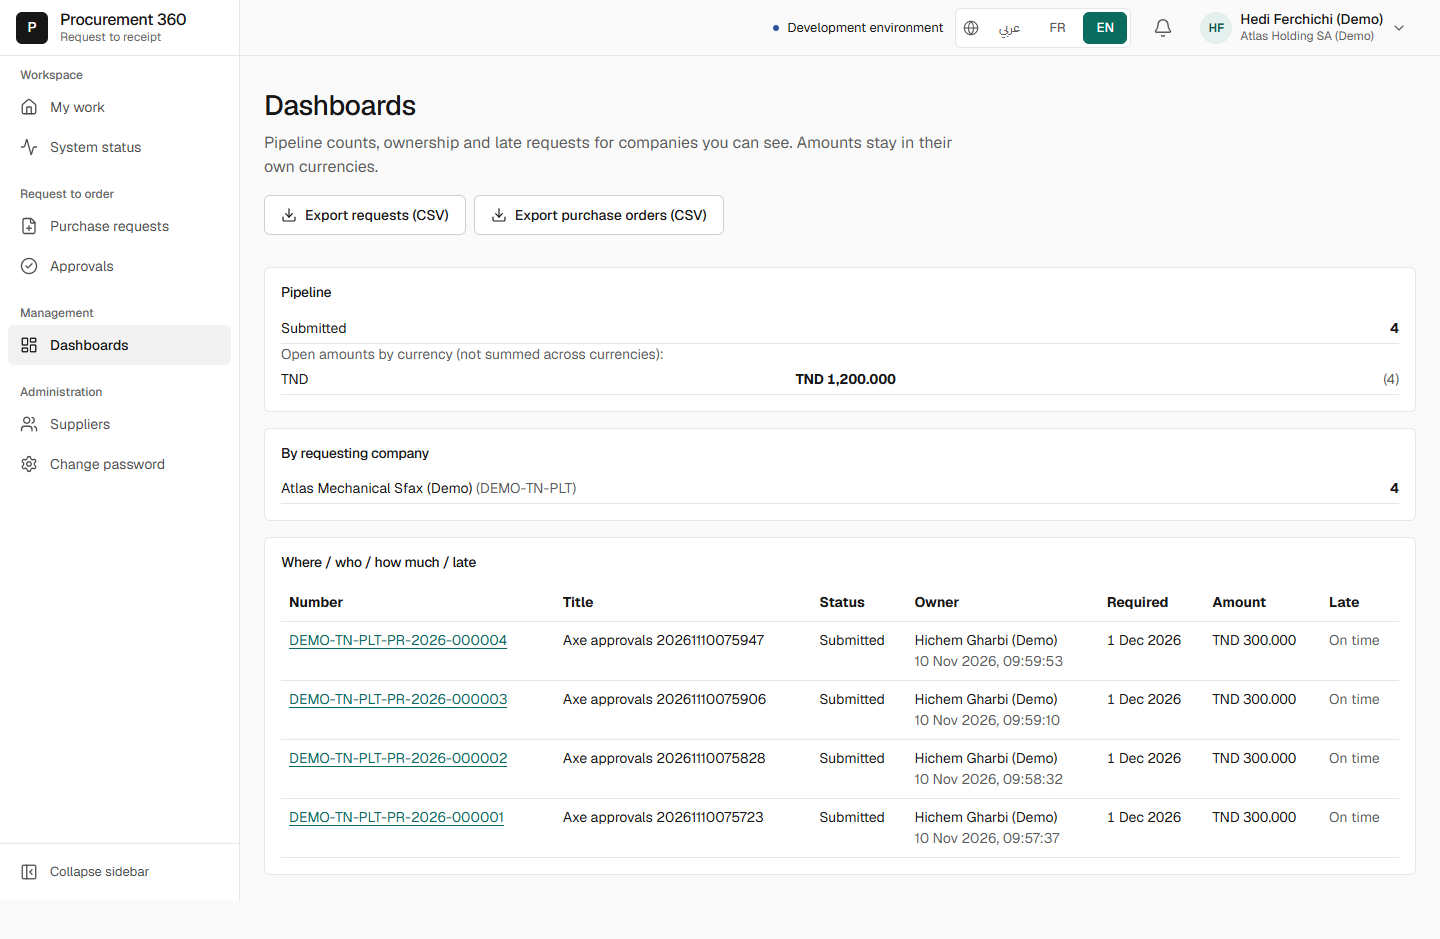 P
Procurement 360
Request to receipt
Development environment
عربي
FR
EN
HF
Hedi Ferchichi (Demo)
Atlas Holding SA (Demo)
Workspace
My work
System status
Request to order
Purchase requests
Approvals
Management
Dashboards
Administration
Suppliers
Change password
Collapse sidebar
Dashboards
Pipeline counts, ownership and late requests for companies you can see. Amounts stay in their
own currencies.
Export requests (CSV)
Export purchase orders (CSV)
Pipeline
Submitted 4
Open amounts by currency (not summed across currencies):
TND TND 1,200.000 (4)
By requesting company
Atlas Mechanical Sfax (Demo) (DEMO-TN-PLT) 4
Where / who / how much / late
Number Title Status Owner Required Amount Late
DEMO-TN-PLT-PR-2026-000004 Axe approvals 20261110075947 Submitted Hichem Gharbi (Demo) 1 Dec 2026 TND 300.000 On time
10 Nov 2026, 09:59:53
DEMO-TN-PLT-PR-2026-000003 Axe approvals 20261110075906 Submitted Hichem Gharbi (Demo) 1 Dec 2026 TND 300.000 On time
10 Nov 2026, 09:59:10
DEMO-TN-PLT-PR-2026-000002 Axe approvals 20261110075828 Submitted Hichem Gharbi (Demo) 1 Dec 2026 TND 300.000 On time
10 Nov 2026, 09:58:32
DEMO-TN-PLT-PR-2026-000001 Axe approvals 20261110075723 Submitted Hichem Gharbi (Demo) 1 Dec 2026 TND 300.000 On time
10 Nov 2026, 09:57:37